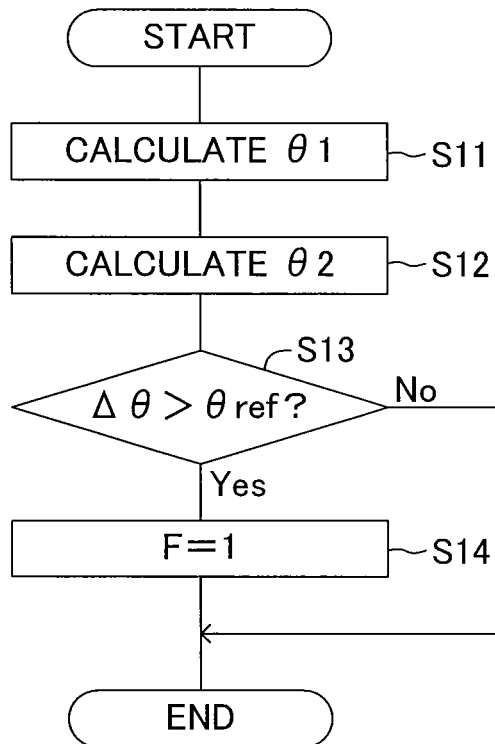 START
CALCULATE θ1
S11
CALCULATE θ2
S12
S13
Δθ＞θref?
No
Yes
F＝1
S14
END